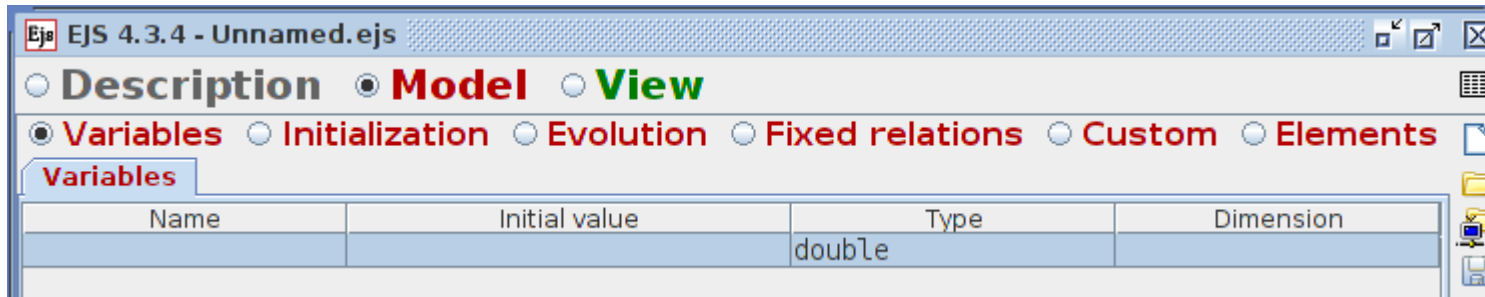 Ejs EJS 4.3.4 - Unnamed.ejs
Description Model View
Variables Initialization Evolution Fixed relations Custom Elements
Variables
Name Initial value Type Dimension
double